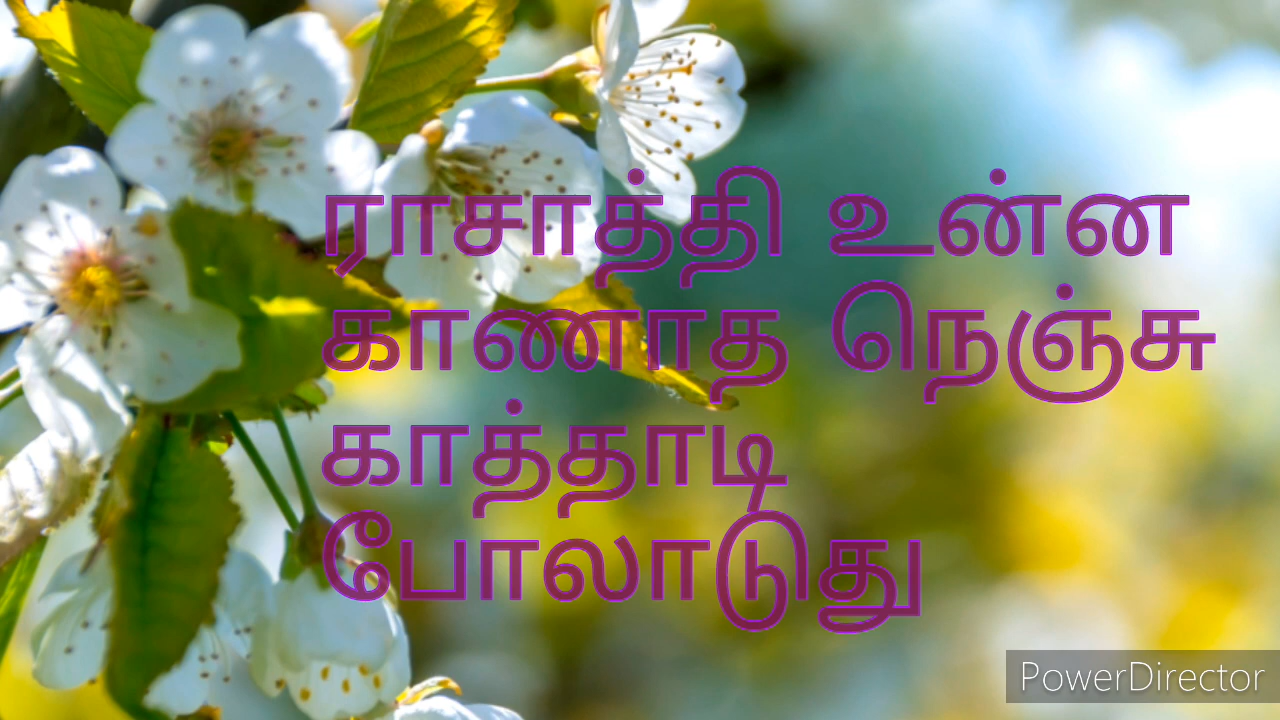 ராசாத்தி உன்ன
காணாத நெஞ்சு
காத்தாடி
போலாடுது
PowerDirector